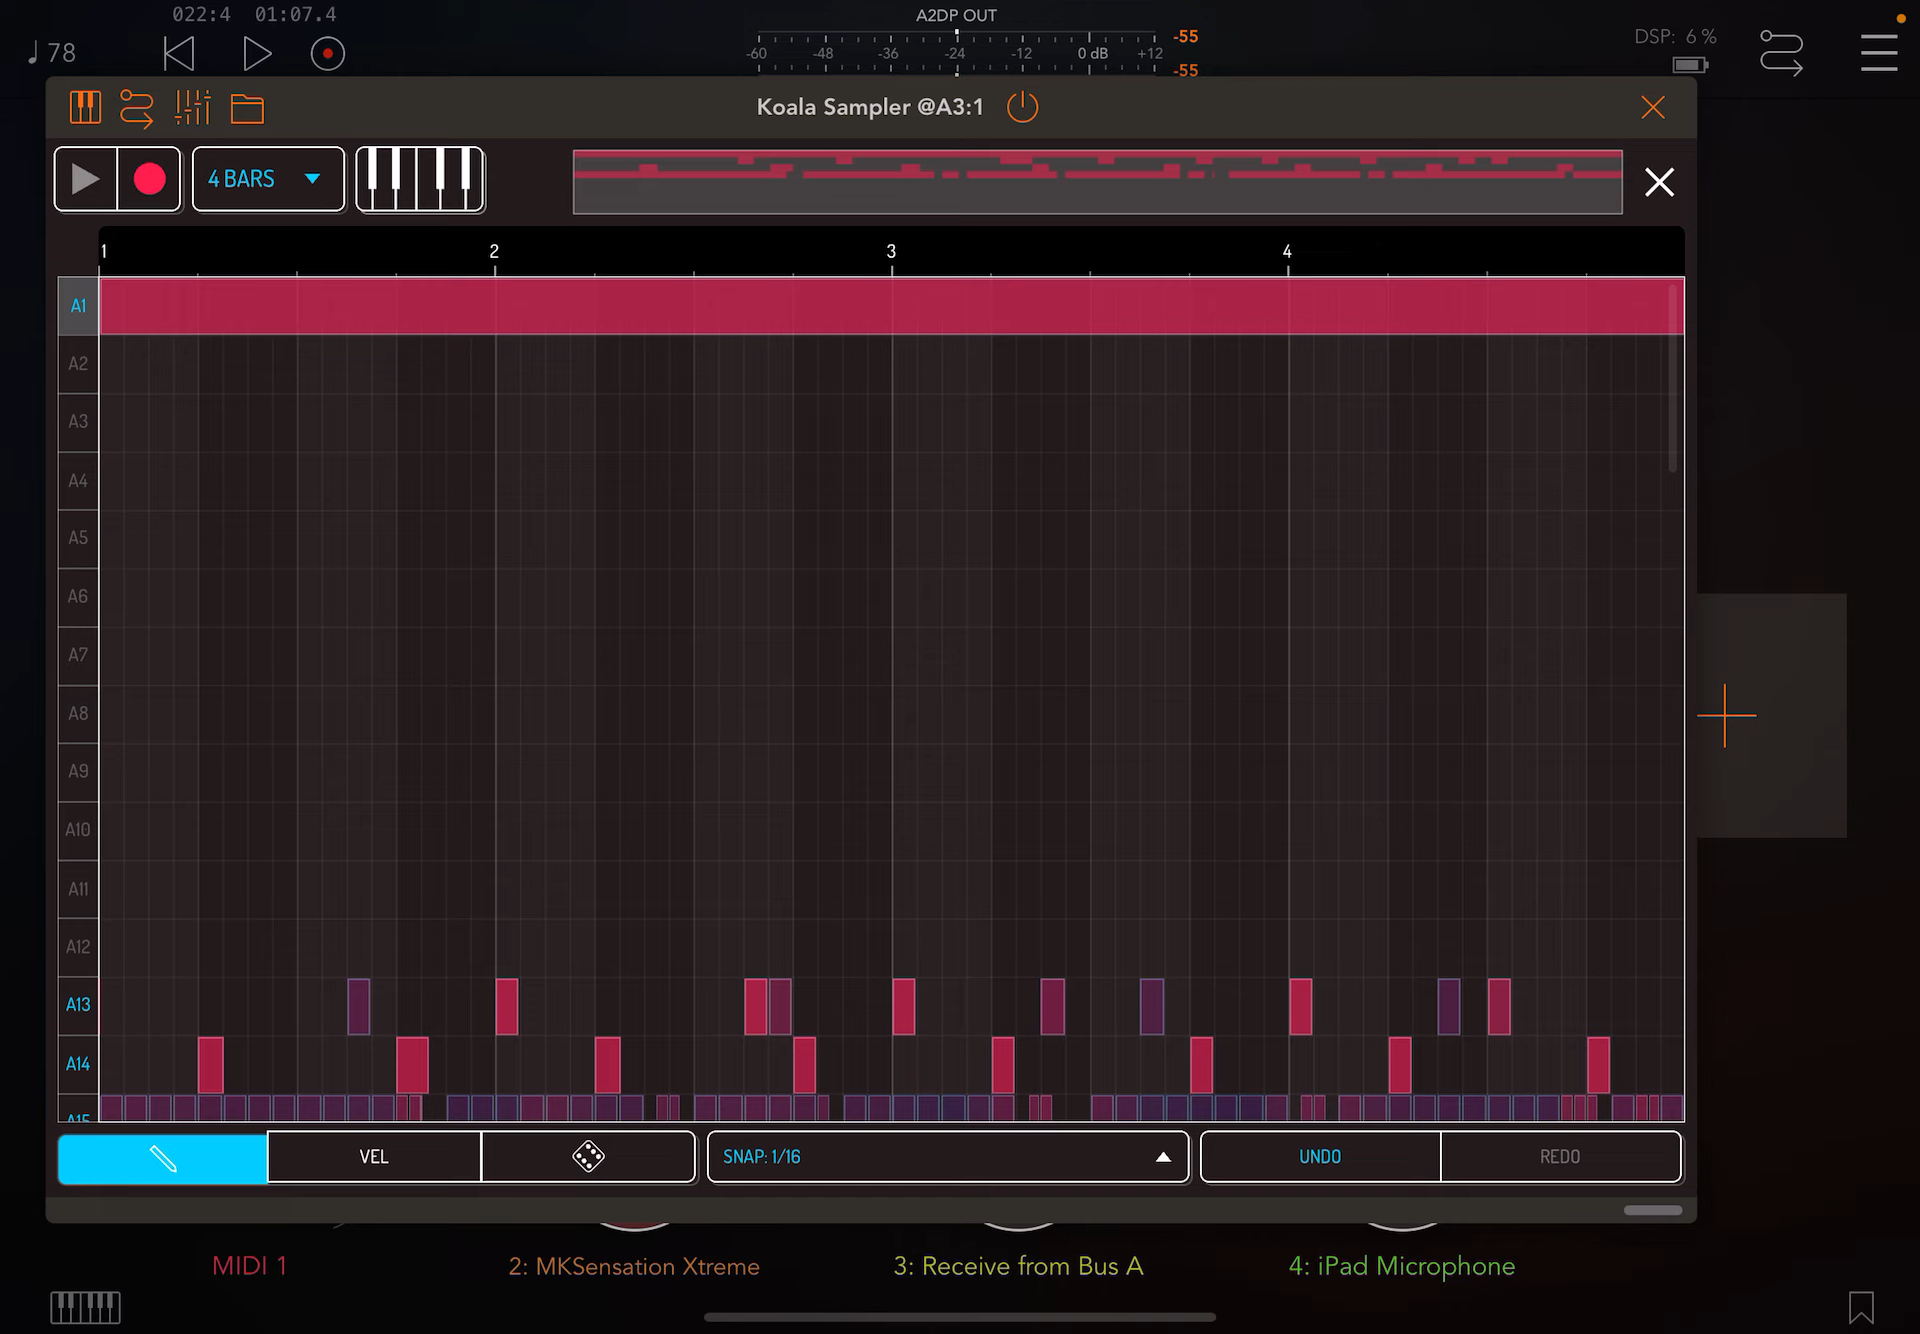 022:4 01:07.4
A2DP OUT
78
-60 -48 -36 -24 -12 0 dB +12
-55
-55
DSP: 6 %
Koala Sampler @A3:1
4 BARS
1 2 3 4
A1
A2
A3
A4
A5
A6
A7
A8
A9
A10
A11
A12
A13
A14
A15
VEL
SNAP: 1/16
UNDO
REDO
MIDI 1
2: MKSensation Xtreme
3: Receive from Bus A
4: iPad Microphone